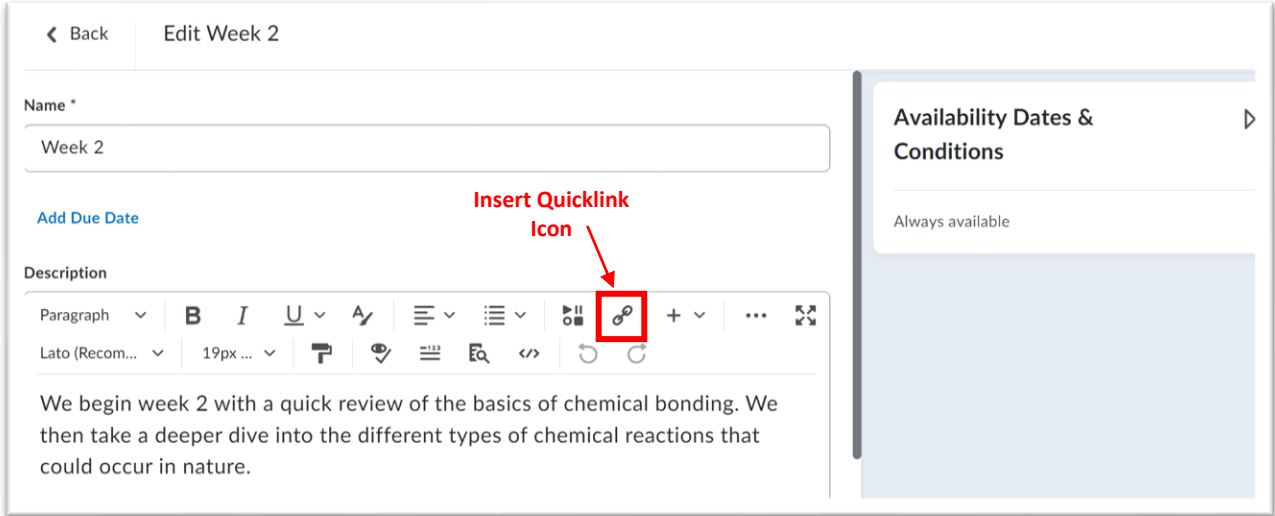 Back
Edit Week 2
Name *
Week 2
Add Due Date
Insert Quicklink
Icon
Description
Paragraph
B I U
Lato (Recom...
19px ...
We begin week 2 with a quick review of the basics of chemical bonding. We
then take a deeper dive into the different types of chemical reactions that
could occur in nature.
Availability Dates &
Conditions
Always available